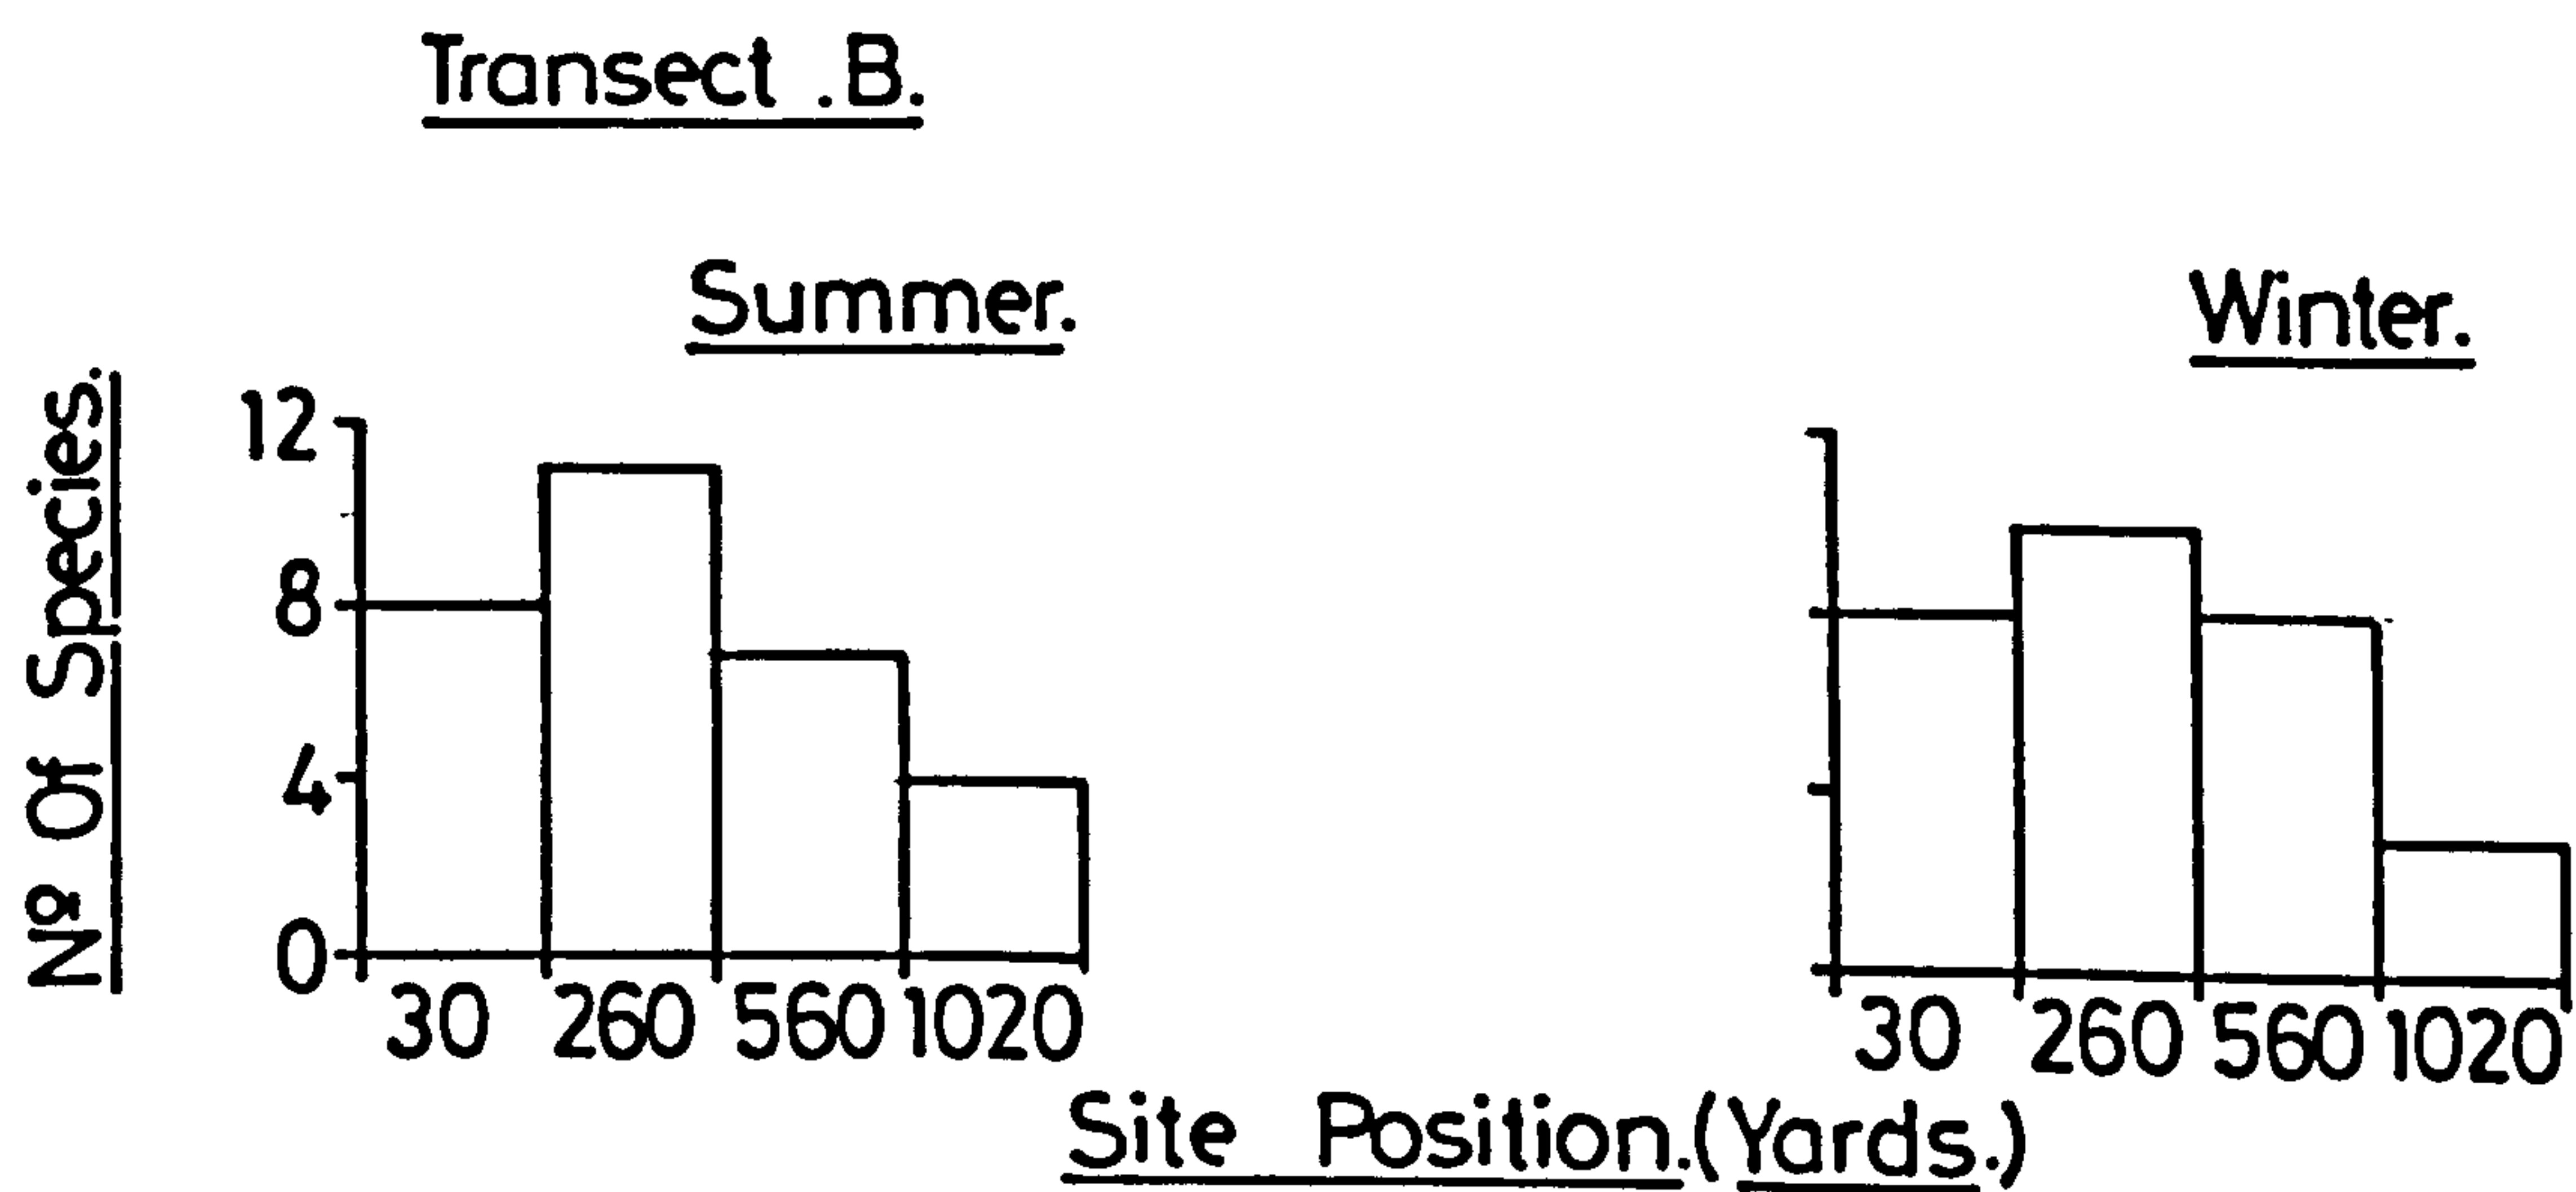 Transect .B.
Summer.
Winter.
Nº Of Species.
12
8
4
0
30 260 560 1020
30 260 560 1020
Site Position.(Yards.)